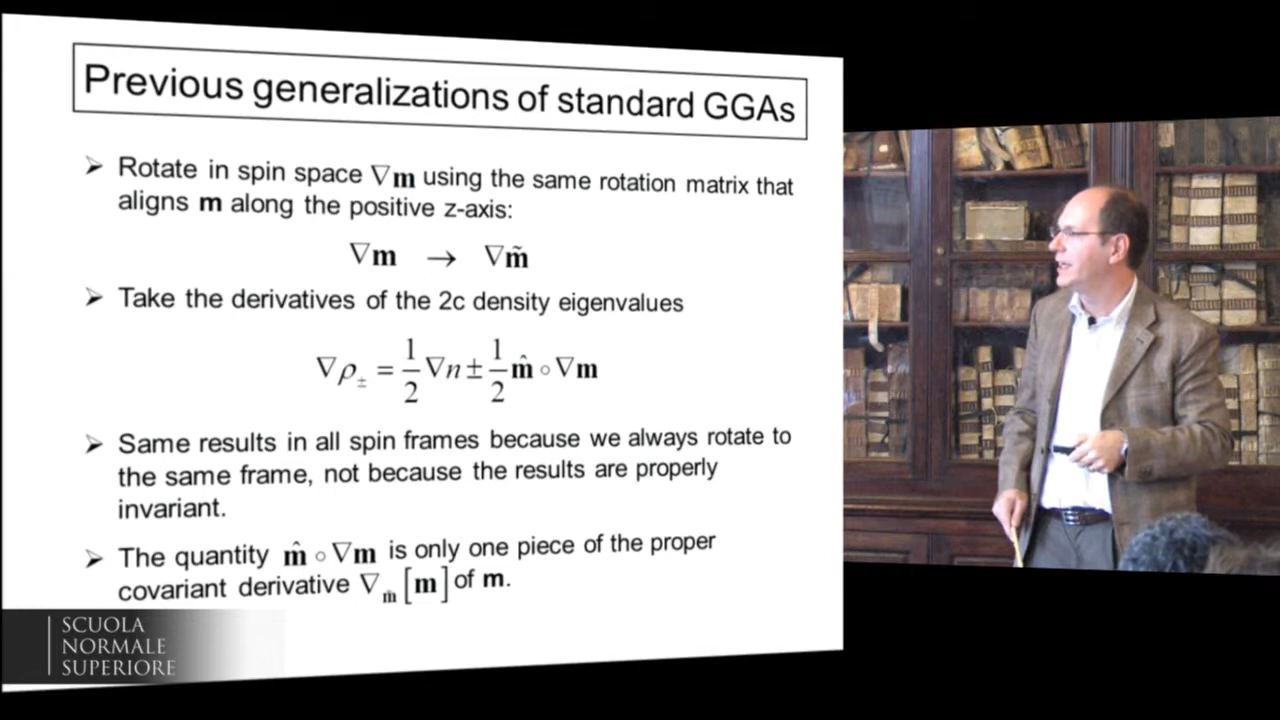 Previous generalizations of standard GGAs
➢ Rotate in spin space ∇m using the same rotation matrix that
aligns m along the positive z-axis:
∇m → ∇m̃
➢ Take the derivatives of the 2c density eigenvalues
∇ρ± = 1/2 ∇n ± 1/2 m̂ ∘ ∇m
➢ Same results in all spin frames because we always rotate to
the same frame, not because the results are properly
invariant.
➢ The quantity m̂ ∘ ∇m is only one piece of the proper
covariant derivative ∇m̂ [m] of m.
SCUOLA
NORMALE
SUPERIORE